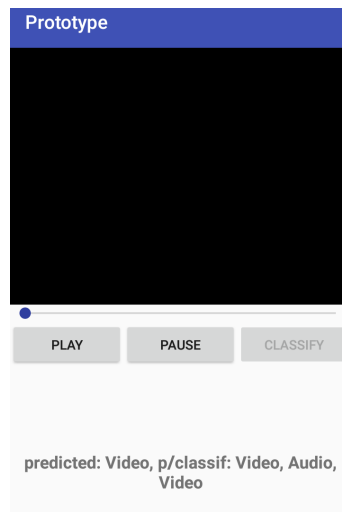 Prototype
PLAY PAUSE CLASSIFY
predicted: Video, p/classif: Video, Audio,
Video